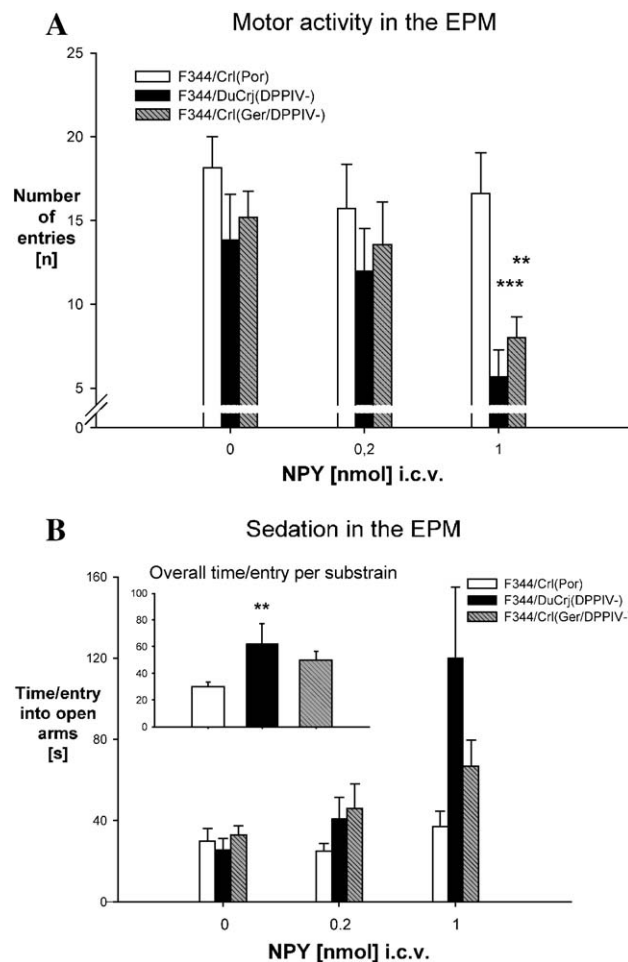 A
Motor activity in the EPM
25
F344/Crl(Por)
F344/DuCrj(DPPIV-)
F344/Crl(Ger/DPPIV-)
20
Number
of
entries
[n]
15
**
***
10
5
0
0
0,2
1
NPY [nmol] i.c.v.
B
Sedation in the EPM
160
Overall time/entry per substrain
F344/Crl(Por)
F344/DuCrj(DPPIV-)
F344/Crl(Ger/DPPIV-
100
80
60
40
20
0
**
120
Time/entry
into open
arms
[s]
80
40
0
0
0.2
1
NPY [nmol] i.c.v.